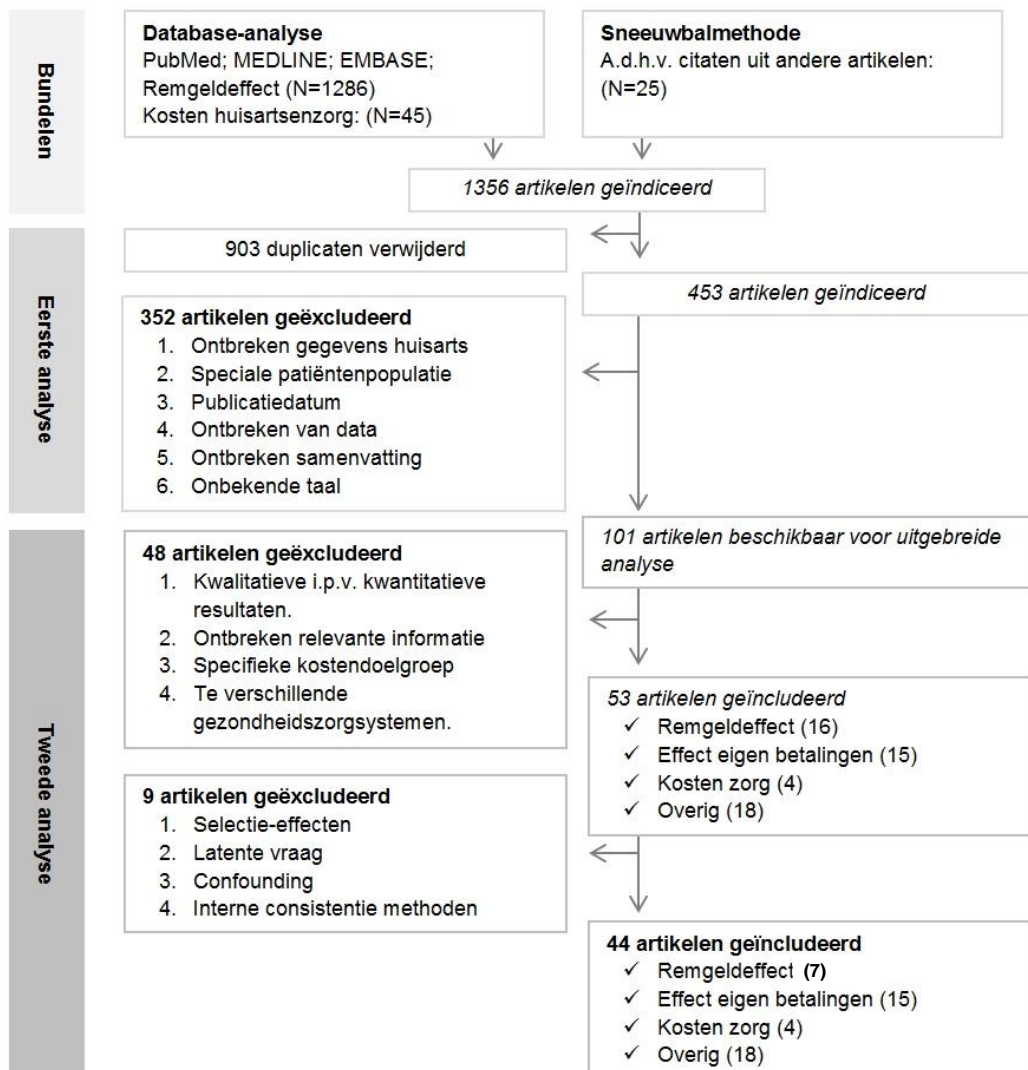 Bundelen
Database-analyse
PubMed; MEDLINE; EMBASE;
Remgeldeffect (N=1286)
Kosten huisartsenzorg: (N=45)
Sneeuwbalmethode
A.d.h.v. citaten uit andere artikelen:
(N=25)
1356 artikelen geïndiceerd
Eerste analyse
903 duplicaten verwijderd
453 artikelen geïndiceerd
352 artikelen geëxcludeerd
1. Ontbreken gegevens huisarts
2. Speciale patiëntenpopulatie
3. Publicatiedatum
4. Ontbreken van data
5. Ontbreken samenvatting
6. Onbekende taal
Tweede analyse
101 artikelen beschikbaar voor uitgebreide
analyse
48 artikelen geëxcludeerd
1. Kwalitatieve i.p.v. kwantitatieve
resultaten.
2. Ontbreken relevante informatie
3. Specifieke kostendoelgroep
4. Te verschillende
gezondheidszorgsystemen.
53 artikelen geïncludeerd
✓ Remgeldeffect (16)
✓ Effect eigen betalingen (15)
✓ Kosten zorg (4)
✓ Overig (18)
9 artikelen geëxcludeerd
1. Selectie-effecten
2. Latente vraag
3. Confounding
4. Interne consistentie methoden
44 artikelen geïncludeerd
✓ Remgeldeffect (7)
✓ Effect eigen betalingen (15)
✓ Kosten zorg (4)
✓ Overig (18)